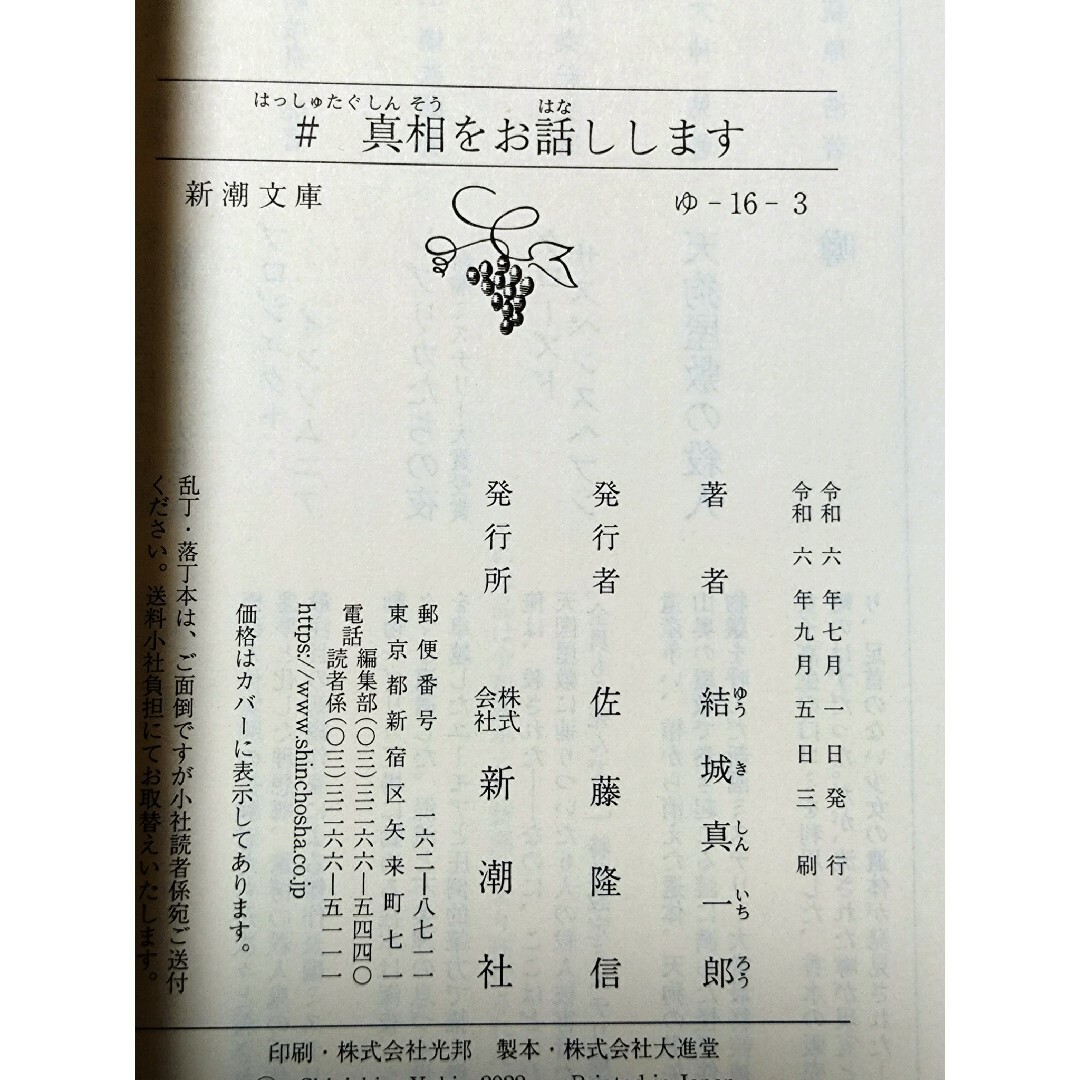 はっしゅたぐしんそう はな
# 真相をお話しします
新潮文庫 ゆ-16-3
令和六年七月一日発行
令和六年九月五日三刷
著者 結城真一郎
ゆうきしんいちろう
発行者 佐藤隆信
発行所 株式会社 新潮社
郵便番号 一六二―八七一一
東京都新宿区矢来町七一
電話 編集部(〇三)三二六六―五四四〇
読者係(〇三)三二六六―五一一一
https://www.shinchosha.co.jp
価格はカバーに表示してあります。
乱丁・落丁本は、ご面倒ですが小社読者係宛ご送付
ください。送料小社負担にてお取替えいたします。
印刷・株式会社光邦 製本・株式会社大進堂